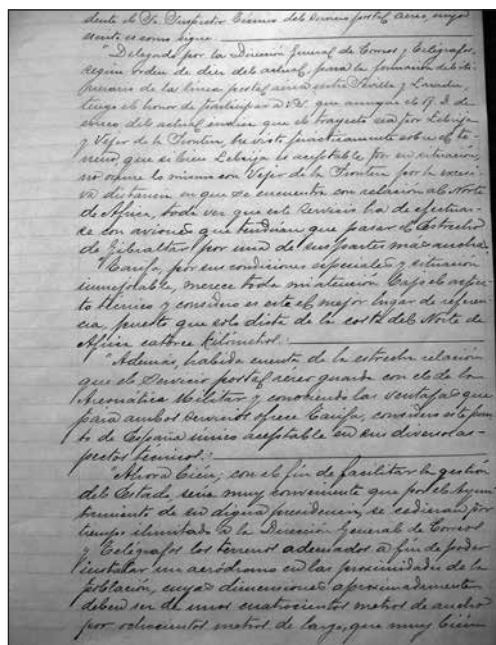 dente el Sr. Inspector Técnico del servicio postal aéreo, cuyo
escrito es como sigue:
"Delegado por la Dirección General de Correos y Telégrafos,
según orden de diez del actual, para la formación del iti-
nerario de la línea postal aérea entre Sevilla y Larache,
tengo el honor de participar a V.E. que aunque el R. D. de
cinco del actual indica que el trayecto sea por Lebrija
y Vejer de la Frontera, he visto prácticamente sobre el te-
rreno, que si bien Lebrija es aceptable por su situación,
no ocurre lo mismo con Vejer de la Frontera por la excesi-
va distancia en que se encuentra con relación al Norte
de África, toda vez que este servicio ha de efectuar-
se con aviones que tendrían que pasar el Estrecho
de Gibraltar por una de sus partes más anchas.
"Tarifa, por sus condiciones especiales y situación
inmejorable, merece toda mi atención bajo el aspec-
to técnico y considero es este el mejor lugar de referen-
cia, puesto que solo dista de la costa del Norte de
África catorce kilómetros.
"Además, habida cuenta de la estrecha relación
que el servicio postal aéreo guarda con el de la
Aeronáutica Militar y conociendo las ventajas que
para ambos servicios ofrece Tarifa, considero este pun-
to de España único aceptable en sus diversos as-
pectos técnicos.
"Ahora bien; con el fin de facilitar la gestión
del Estado, sería muy conveniente que por el Ayun-
tamiento de su digna presidencia, se cedieran por
tiempo ilimitado a la Dirección General de Correos
y Telégrafos los terrenos adecuados a fin de poder
instalar un aeródromo en las proximidades de la
población, cuyas dimensiones aproximadamente
deben ser de unos cuatrocientos metros de ancho
por ochocientos metros de largo, que muy bien